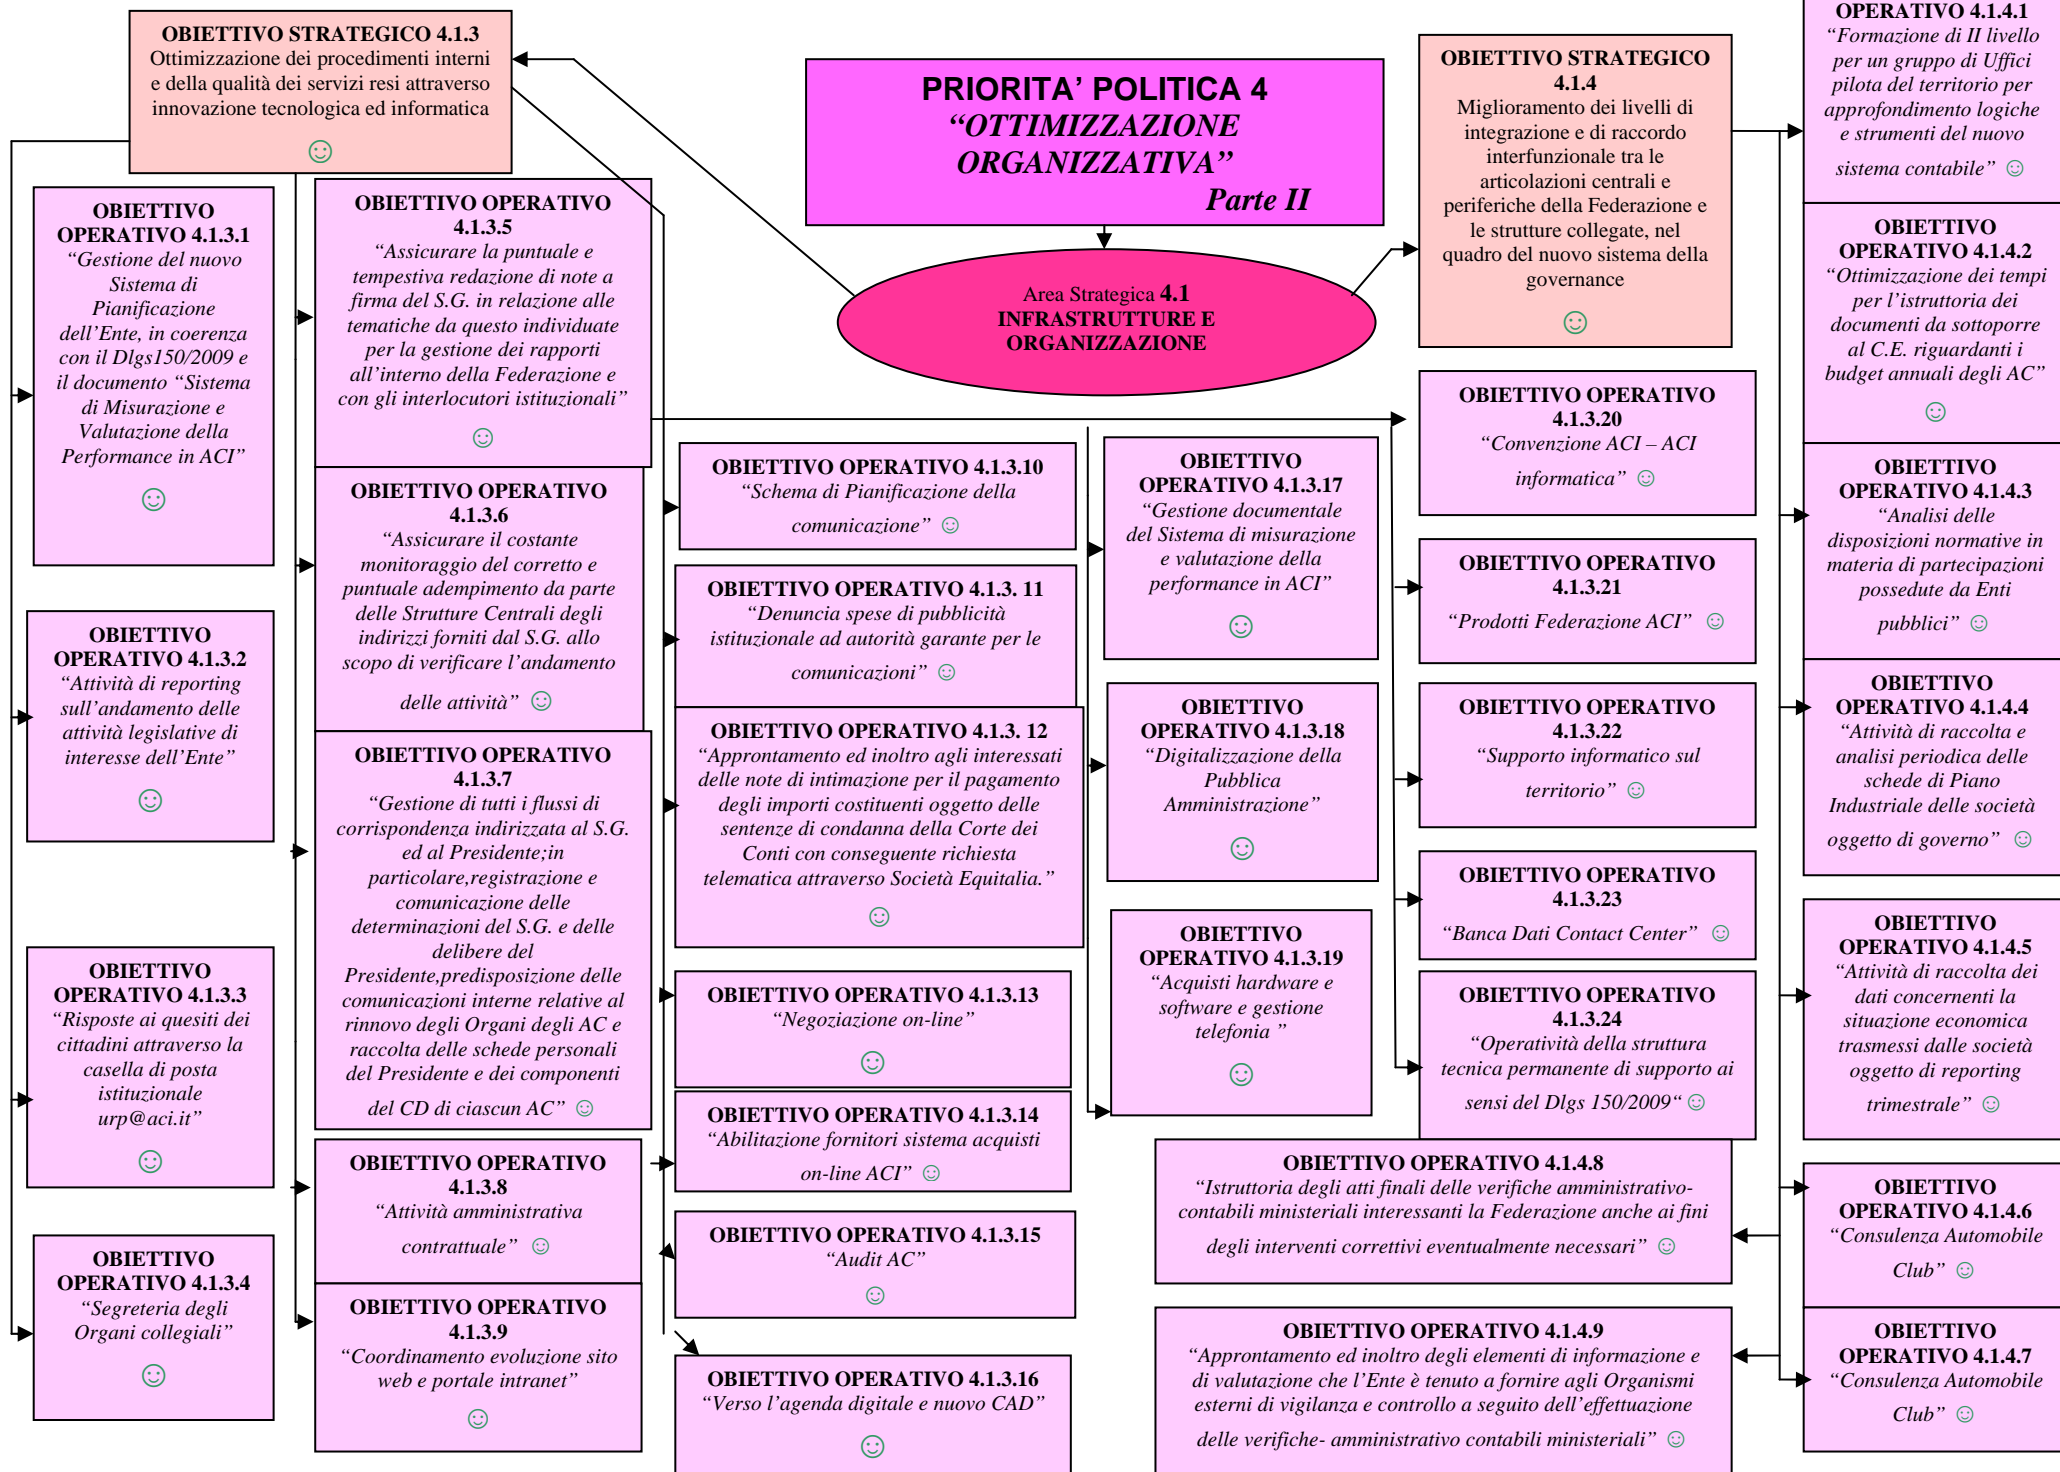 OBIETTIVO STRATEGICO 4.1.3
Ottimizzazione dei procedimenti interni
e della qualità dei servizi resi attraverso
innovazione tecnologica ed informatica
☺
PRIORITA’ POLITICA 4
“OTTIMIZZAZIONE
ORGANIZZATIVA”
Parte II
Area Strategica 4.1
INFRASTRUTTURE E
ORGANIZZAZIONE
OBIETTIVO STRATEGICO
4.1.4
Miglioramento dei livelli di
integrazione e di raccordo
interfunzionale tra le
articolazioni centrali e
periferiche della Federazione e
le strutture collegate, nel
quadro del nuovo sistema della
governance
☺
OBIETTIVO
OPERATIVO 4.1.3.1
“Gestione del nuovo
Sistema di
Pianificazione
dell’Ente, in coerenza
con il Dlgs150/2009 e
il documento “Sistema
di Misurazione e
Valutazione della
Performance in ACI”
☺
OBIETTIVO
OPERATIVO 4.1.3.2
“Attività di reporting
sull’andamento delle
attività legislative di
interesse dell’Ente”
☺
OBIETTIVO
OPERATIVO 4.1.3.3
“Risposte ai quesiti dei
cittadini attraverso la
casella di posta
istituzionale
urp@aci.it”
☺
OBIETTIVO
OPERATIVO 4.1.3.4
“Segreteria degli
Organi collegiali”
☺
OBIETTIVO OPERATIVO
4.1.3.5
“Assicurare la puntuale e
tempestiva redazione di note a
firma del S.G. in relazione alle
tematiche da questo individuate
per la gestione dei rapporti
all’interno della Federazione e
con gli interlocutori istituzionali”
☺
OBIETTIVO OPERATIVO
4.1.3.6
“Assicurare il costante
monitoraggio del corretto e
puntuale adempimento da parte
delle Strutture Centrali degli
indirizzi forniti dal S.G. allo
scopo di verificare l’andamento
delle attività” ☺
OBIETTIVO OPERATIVO
4.1.3.7
“Gestione di tutti i flussi di
corrispondenza indirizzata al S.G.
ed al Presidente;in
particolare,registrazione e
comunicazione delle
determinazioni del S.G. e delle
delibere del
Presidente,predisposizione delle
comunicazioni interne relative al
rinnovo degli Organi degli AC e
raccolta delle schede personali
del Presidente e dei componenti
del CD di ciascun AC” ☺
OBIETTIVO OPERATIVO
4.1.3.8
“Attività amministrativa
contrattuale” ☺
OBIETTIVO OPERATIVO
4.1.3.9
“Coordinamento evoluzione sito
web e portale intranet”
☺
OBIETTIVO OPERATIVO 4.1.3.10
“Schema di Pianificazione della
comunicazione” ☺
OBIETTIVO OPERATIVO 4.1.3. 11
“Denuncia spese di pubblicità
istituzionale ad autorità garante per le
comunicazioni” ☺
OBIETTIVO OPERATIVO 4.1.3. 12
“Approntamento ed inoltro agli interessati
delle note di intimazione per il pagamento
degli importi costituenti oggetto delle
sentenze di condanna della Corte dei
Conti con conseguente richiesta
telematica attraverso Società Equitalia.”
☺
OBIETTIVO OPERATIVO 4.1.3.13
“Negoziazione on-line”
☺
OBIETTIVO OPERATIVO 4.1.3.14
“Abilitazione fornitori sistema acquisti
on-line ACI” ☺
OBIETTIVO OPERATIVO 4.1.3.15
“Audit AC”
☺
OBIETTIVO OPERATIVO 4.1.3.16
“Verso l’agenda digitale e nuovo CAD”
☺
OBIETTIVO
OPERATIVO 4.1.3.17
“Gestione documentale
del Sistema di misurazione
e valutazione della
performance in ACI”
☺
OBIETTIVO
OPERATIVO 4.1.3.18
“Digitalizzazione della
Pubblica
Amministrazione”
☺
OBIETTIVO
OPERATIVO 4.1.3.19
“Acquisti hardware e
software e gestione
telefonia ”
☺
OBIETTIVO OPERATIVO
4.1.3.20
“Convenzione ACI – ACI
informatica” ☺
OBIETTIVO OPERATIVO
4.1.3.21
“Prodotti Federazione ACI” ☺
OBIETTIVO OPERATIVO
4.1.3.22
“Supporto informatico sul
territorio” ☺
OBIETTIVO OPERATIVO
4.1.3.23
“Banca Dati Contact Center” ☺
OBIETTIVO OPERATIVO
4.1.3.24
“Operatività della struttura
tecnica permanente di supporto ai
sensi del Dlgs 150/2009“ ☺
OBIETTIVO OPERATIVO 4.1.4.8
“Istruttoria degli atti finali delle verifiche amministrativo-
contabili ministeriali interessanti la Federazione anche ai fini
degli interventi correttivi eventualmente necessari” ☺
OBIETTIVO OPERATIVO 4.1.4.9
“Approntamento ed inoltro degli elementi di informazione e
di valutazione che l’Ente è tenuto a fornire agli Organismi
esterni di vigilanza e controllo a seguito dell’effettuazione
delle verifiche- amministrativo contabili ministeriali” ☺
OPERATIVO 4.1.4.1
“Formazione di II livello
per un gruppo di Uffici
pilota del territorio per
approfondimento logiche
e strumenti del nuovo
sistema contabile” ☺
OBIETTIVO
OPERATIVO 4.1.4.2
“Ottimizzazione dei tempi
per l’istruttoria dei
documenti da sottoporre
al C.E. riguardanti i
budget annuali degli AC”
☺
OBIETTIVO
OPERATIVO 4.1.4.3
“Analisi delle
disposizioni normative in
materia di partecipazioni
possedute da Enti
pubblici” ☺
OBIETTIVO
OPERATIVO 4.1.4.4
“Attività di raccolta e
analisi periodica delle
schede di Piano
Industriale delle società
oggetto di governo” ☺
OBIETTIVO
OPERATIVO 4.1.4.5
“Attività di raccolta dei
dati concernenti la
situazione economica
trasmessi dalle società
oggetto di reporting
trimestrale” ☺
OBIETTIVO
OPERATIVO 4.1.4.6
“Consulenza Automobile
Club” ☺
OBIETTIVO
OPERATIVO 4.1.4.7
“Consulenza Automobile
Club” ☺